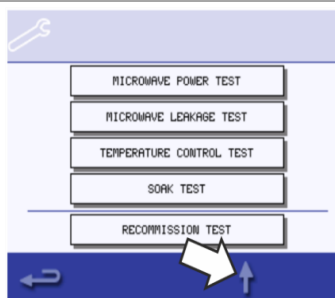 MICROWAVE POWER TEST
MICROWAVE LEAKAGE TEST
TEMPERATURE CONTROL TEST
SOAK TEST
RECOMMISSION TEST